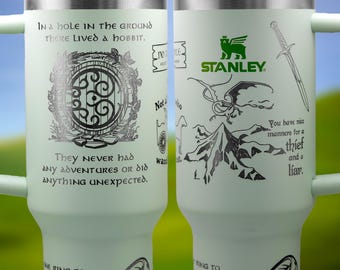 In a hole in the ground
there lived a hobbit.
They never had
any adventures or did
anything unexpected.
STANLEY
You have nice
manners for a
thief
and a
liar.